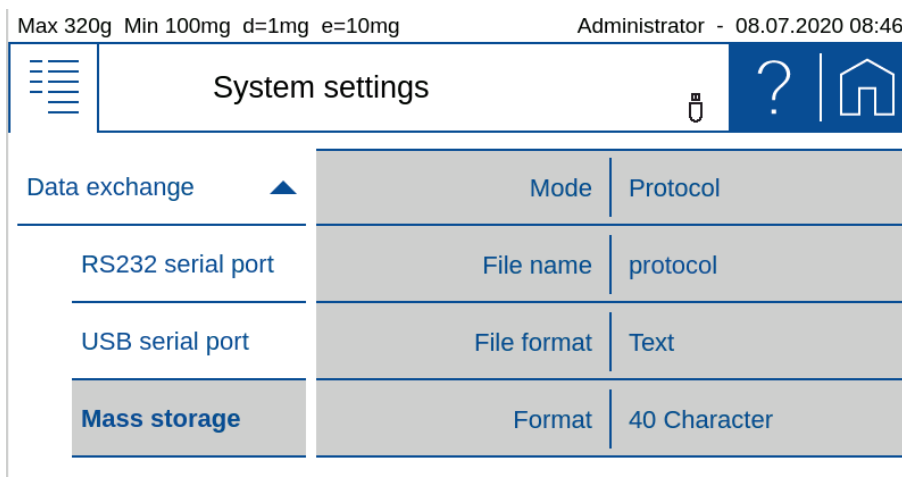 Max 320g Min 100mg d=1mg e=10mg Administrator - 08.07.2020 08:46
System settings ?
Data exchange Mode Protocol
RS232 serial port File name protocol
USB serial port File format Text
Mass storage Format 40 Character